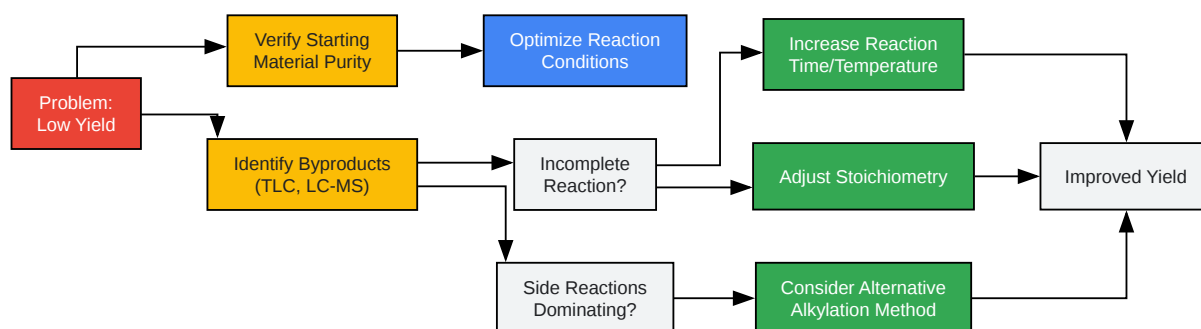 Problem:
Low Yield
Verify Starting
Material Purity
Optimize Reaction
Conditions
Identify Byproducts
(TLC, LC-MS)
Incomplete
Reaction?
Side Reactions
Dominating?
Increase Reaction
Time/Temperature
Adjust Stoichiometry
Consider Alternative
Alkylation Method
Improved Yield